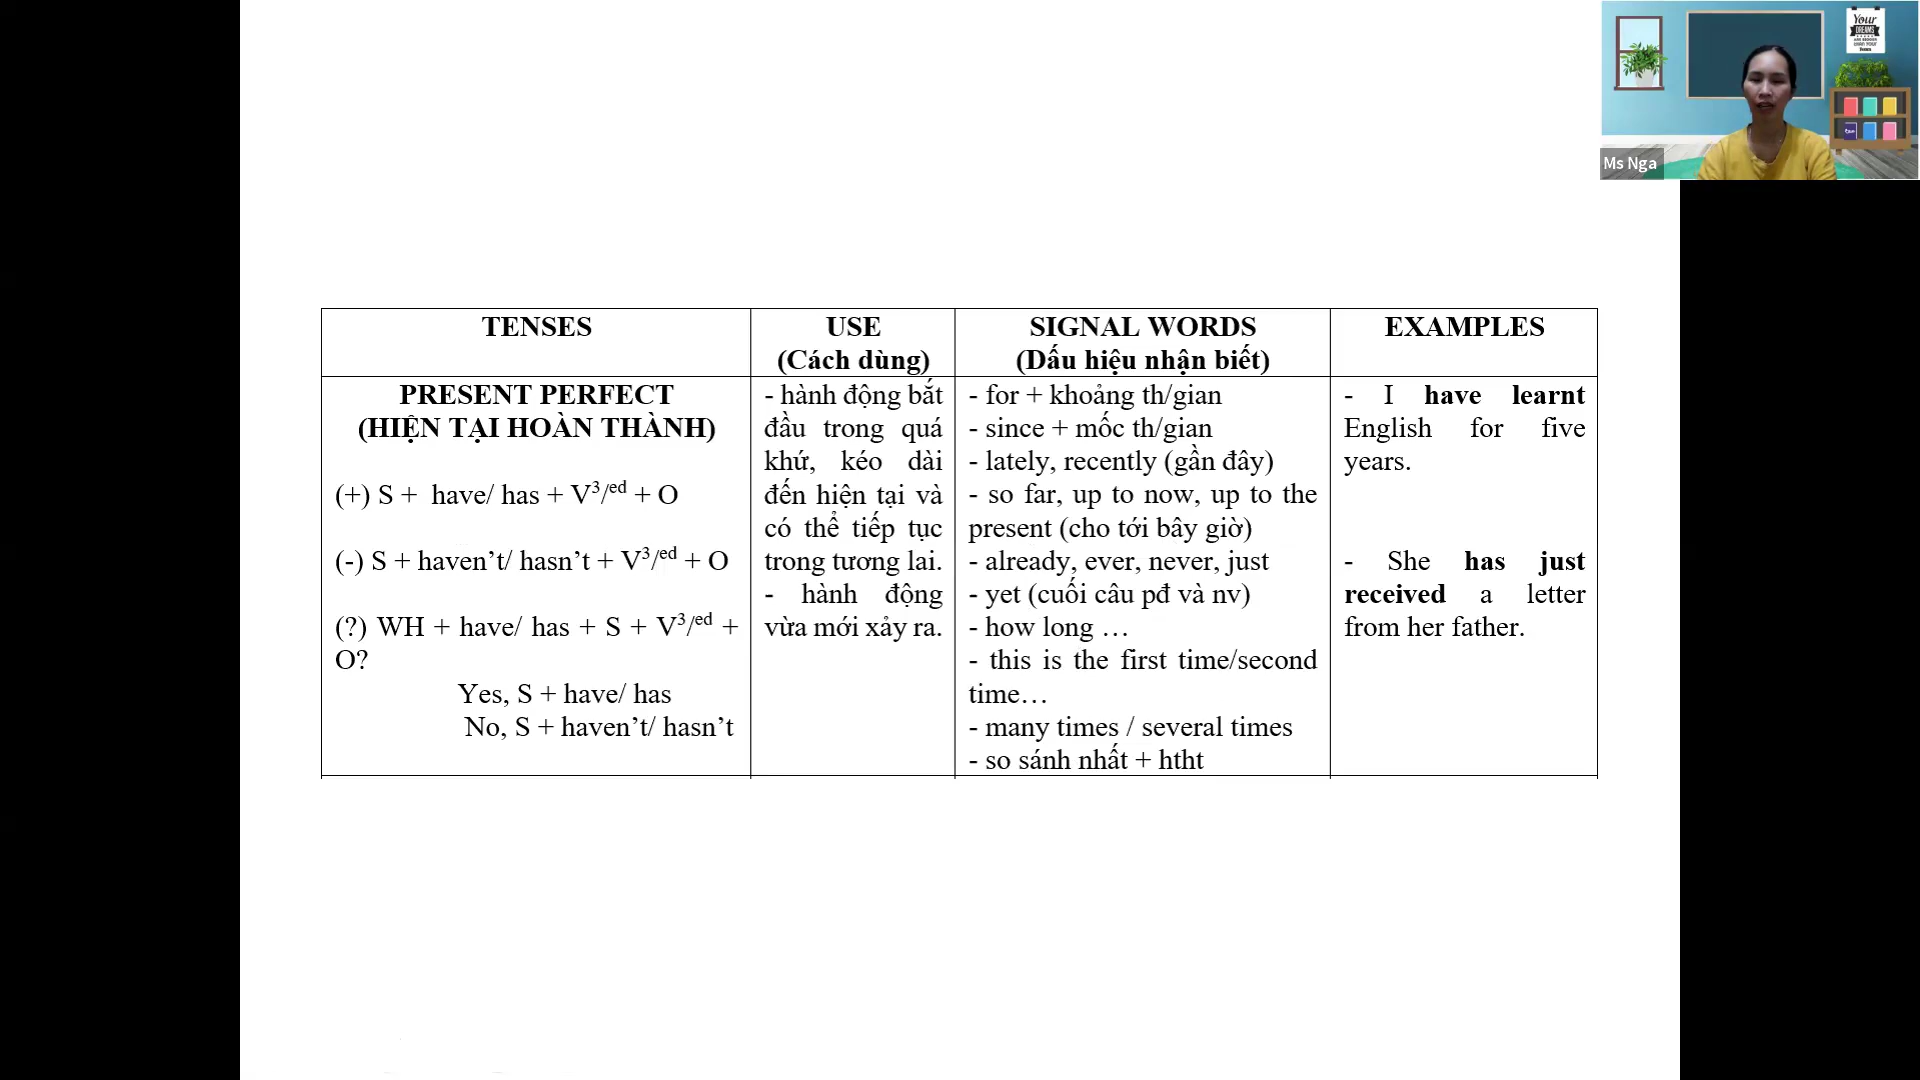 Your
DREAMS
Ms Nga
TENSES
USE
(Cách dùng)
SIGNAL WORDS
(Dấu hiệu nhận biết)
EXAMPLES
PRESENT PERFECT
(HIỆN TẠI HOÀN THÀNH)
(+) S + have/ has + V³/ᵉᵈ + O
(-) S + haven’t/ hasn’t + V³/ᵉᵈ + O
(?) WH + have/ has + S + V³/ᵉᵈ +
O?
Yes, S + have/ has
No, S + haven’t/ hasn’t
- hành động bắt
đầu trong quá
khứ, kéo dài
đến hiện tại và
có thể tiếp tục
trong tương lai.
- hành động
vừa mới xảy ra.
- for + khoảng th/gian
- since + mốc th/gian
- lately, recently (gần đây)
- so far, up to now, up to the
present (cho tới bây giờ)
- already, ever, never, just
- yet (cuối câu pđ và nv)
- how long …
- this is the first time/second
time…
- many times / several times
- so sánh nhất + htht
- I have learnt
English for five
years.
- She has just
received a letter
from her father.